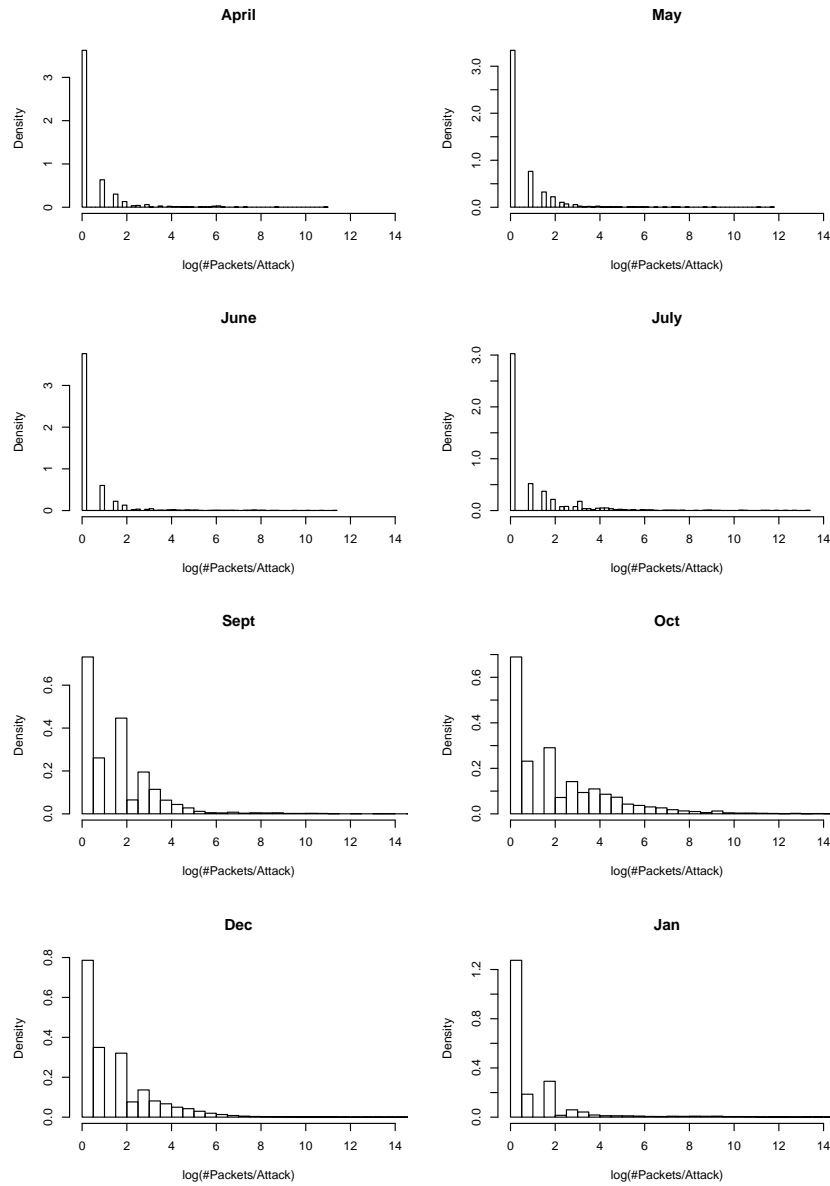 April
Density
0 1 2 3
0 2 4 6 8 10 12 14
log(#Packets/Attack)
May
Density
0.0 1.0 2.0 3.0
0 2 4 6 8 10 12 14
log(#Packets/Attack)
June
Density
0 1 2 3
0 2 4 6 8 10 12 14
log(#Packets/Attack)
July
Density
0.0 1.0 2.0 3.0
0 2 4 6 8 10 12 14
log(#Packets/Attack)
Sept
Density
0.0 0.2 0.4 0.6
0 2 4 6 8 10 12 14
log(#Packets/Attack)
Oct
Density
0.0 0.2 0.4 0.6
0 2 4 6 8 10 12 14
log(#Packets/Attack)
Dec
Density
0.0 0.2 0.4 0.6 0.8
0 2 4 6 8 10 12 14
log(#Packets/Attack)
Jan
Density
0.0 0.4 0.8 1.2
0 2 4 6 8 10 12 14
log(#Packets/Attack)